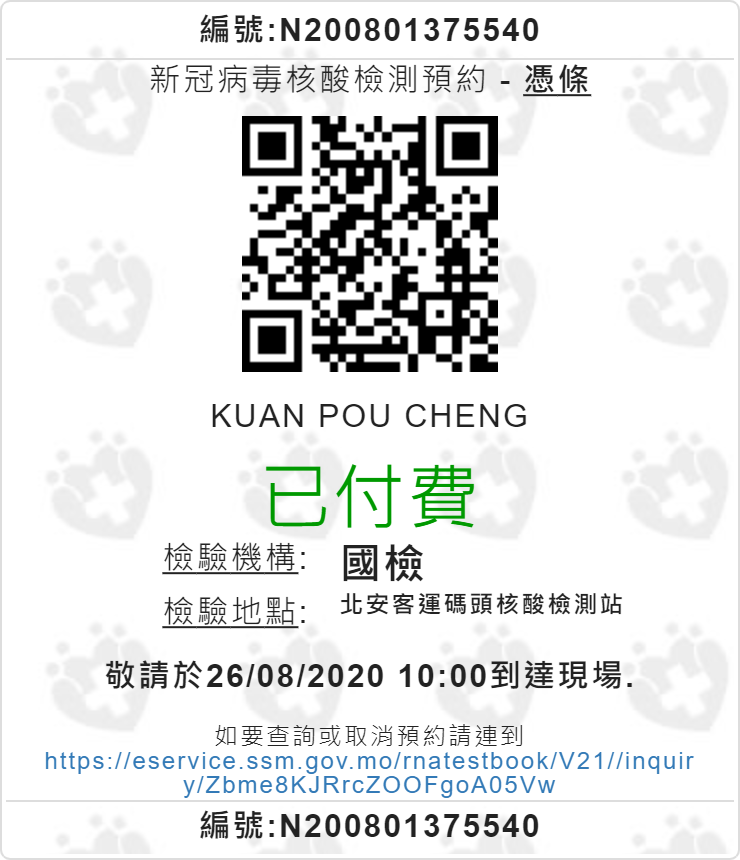 編號:N200801375540
新冠病毒核酸檢測預約 - 憑條
KUAN POU CHENG
已付費
檢驗機構: 國檢
檢驗地點: 北安客運碼頭核酸檢測站
敬請於26/08/2020 10:00到達現場.
如要查詢或取消預約請連到
https://eservice.ssm.gov.mo/rnatestbook/V21//inquir
y/Zbme8KJRrcZOOFgoA05Vw
編號:N200801375540